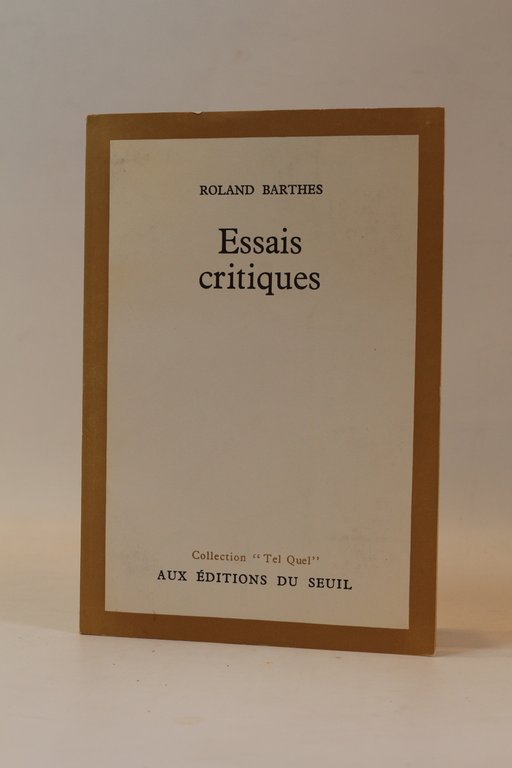 ROLAND BARTHES
Essais
critiques
Collection “Tel Quel”
AUX ÉDITIONS DU SEUIL